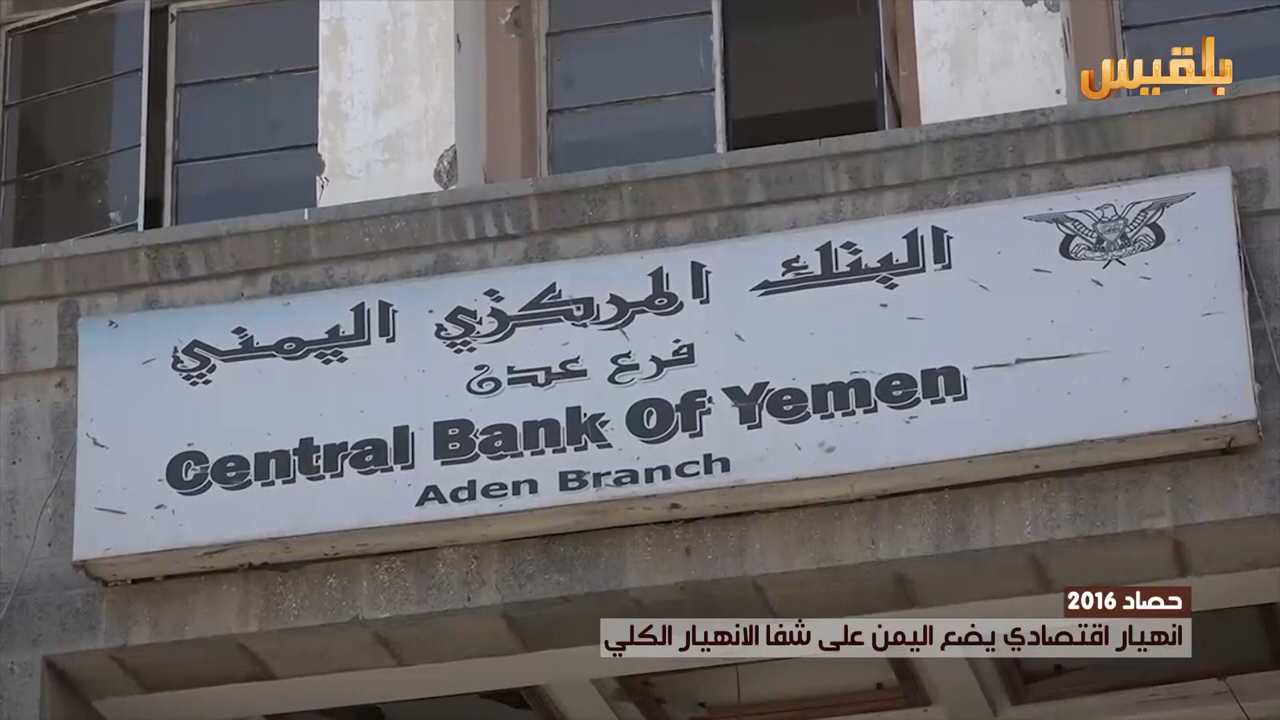 بلقيس
البنك المركزي اليمني
فرع عدن
Central Bank Of Yemen
Aden Branch
حصاد 2016
انهيار اقتصادي يضع اليمن على شفا الانهيار الكلي